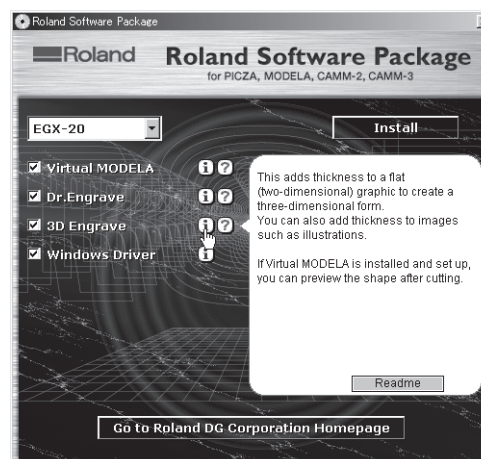 Roland Software Package
Roland
Roland Software Package
for PICZA, MODELA, CAMM-2, CAMM-3
EGX-20
Install
Virtual MODELA
Dr.Engrave
3D Engrave
Windows Driver
This adds thickness to a flat
(two-dimensional) graphic to create a
three-dimensional form.
You can also add thickness to images
such as illustrations.
If Virtual MODELA is installed and set up,
you can preview the shape after cutting.
Readme
Go to Roland DG Corporation Homepage